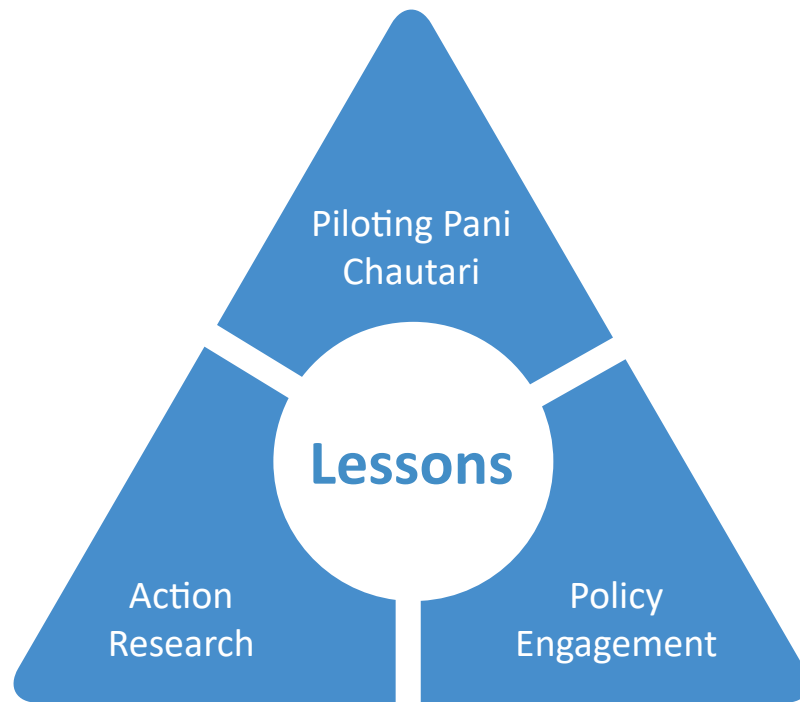 Piloting Pani
Chautari
Lessons
Action
Research
Policy
Engagement